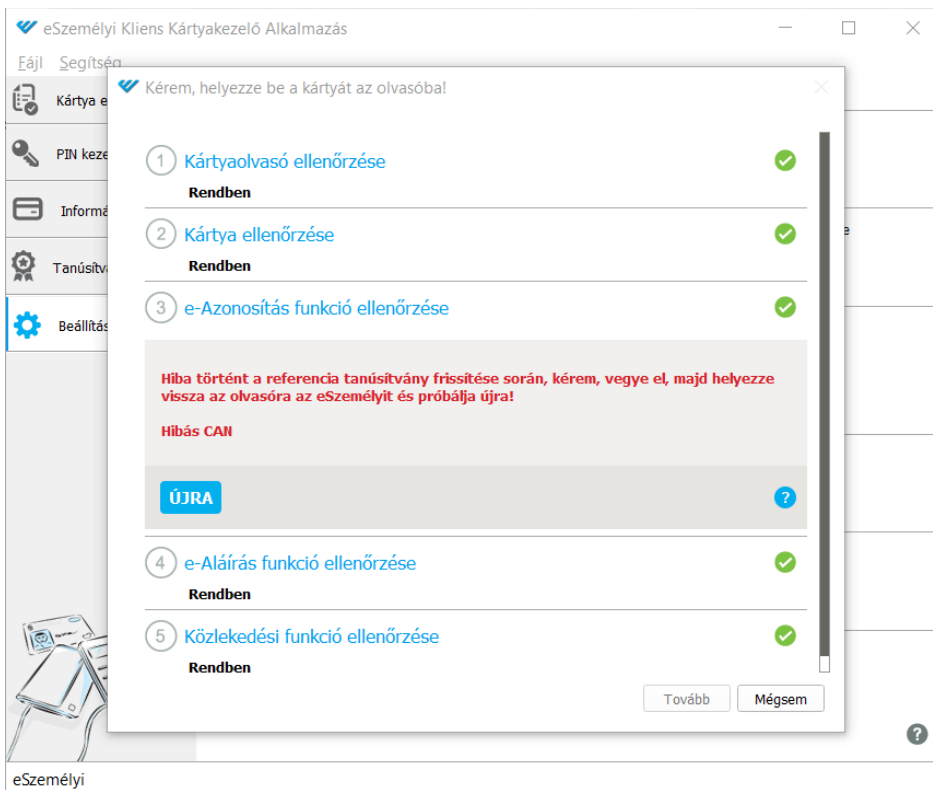 eSzemélyi Kliens Kártyakezelő Alkalmazás
Fájl Segítség
Kérem, helyezze be a kártyát az olvasóba!
Kártya e
PIN keze
Informá
Tanúsítvá
Beállítás
1 Kártyaolvasó ellenőrzése
Rendben
2 Kártya ellenőrzése
Rendben
3 e-Azonosítás funkció ellenőrzése
Hiba történt a referencia tanúsítvány frissítése során, kérem, vegye el, majd helyezze
vissza az olvasóra az eSzemélyit és próbálja újra!
Hibás CAN
ÚJRA
?
4 e-Aláírás funkció ellenőrzése
Rendben
5 Közlekedési funkció ellenőrzése
Rendben
Tovább Mégsem
e
?
eSzemélyi